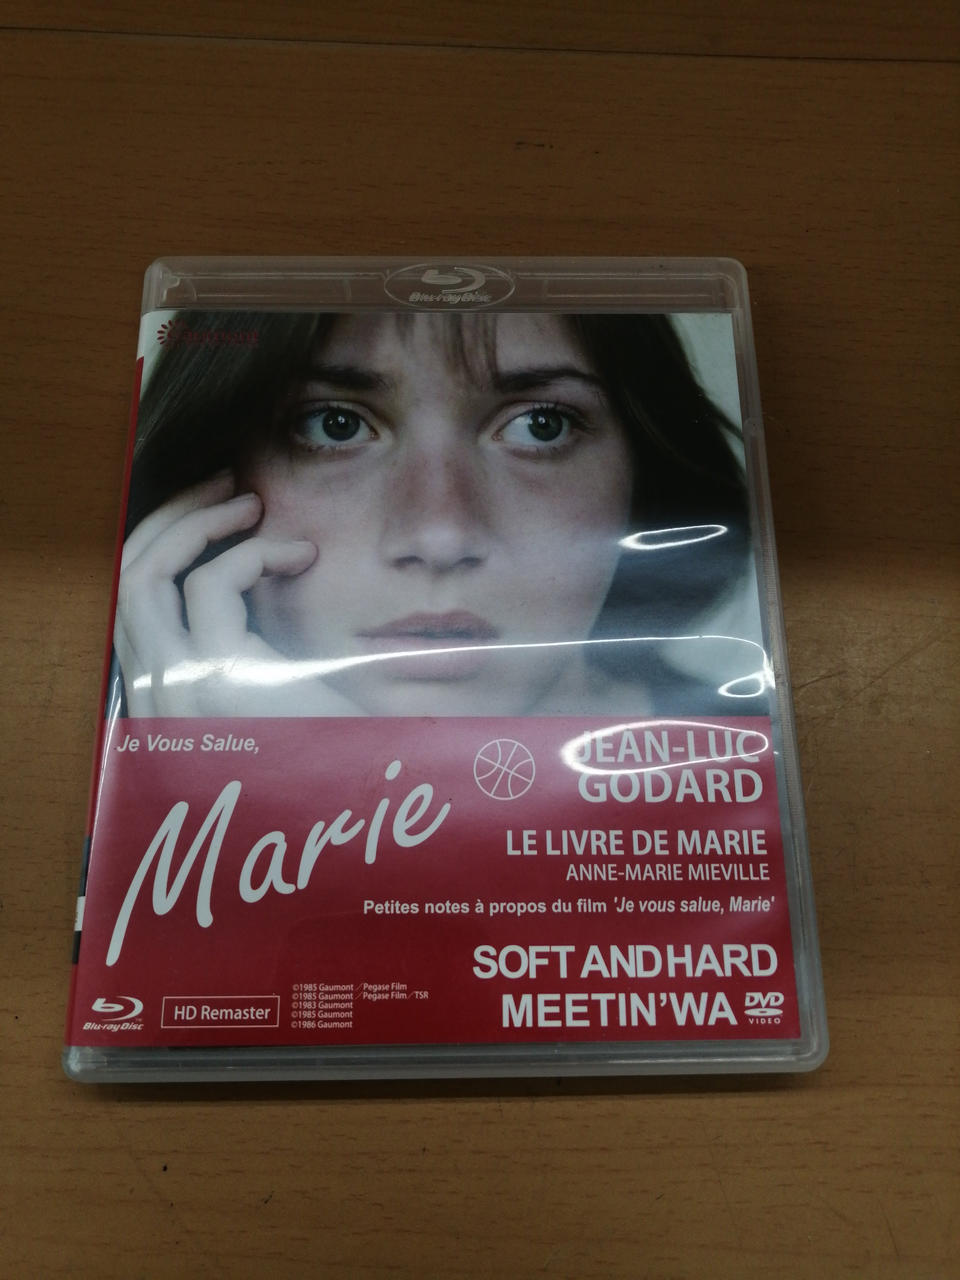 Blu-ray Disc
Gaumont
Je Vous Salue,
Marie
JEAN-LUC
GODARD
LE LIVRE DE MARIE
ANNE-MARIE MIEVILLE
Petites notes à propos du film 'Je vous salue, Marie'
SOFT AND HARD
MEETIN'WA
DVD
VIDEO
Blu-ray Disc
HD Remaster
©1985 Gaumont／Pegase Film
©1985 Gaumont／Pegase Film／TSR
©1983 Gaumont
©1985 Gaumont
©1986 Gaumont